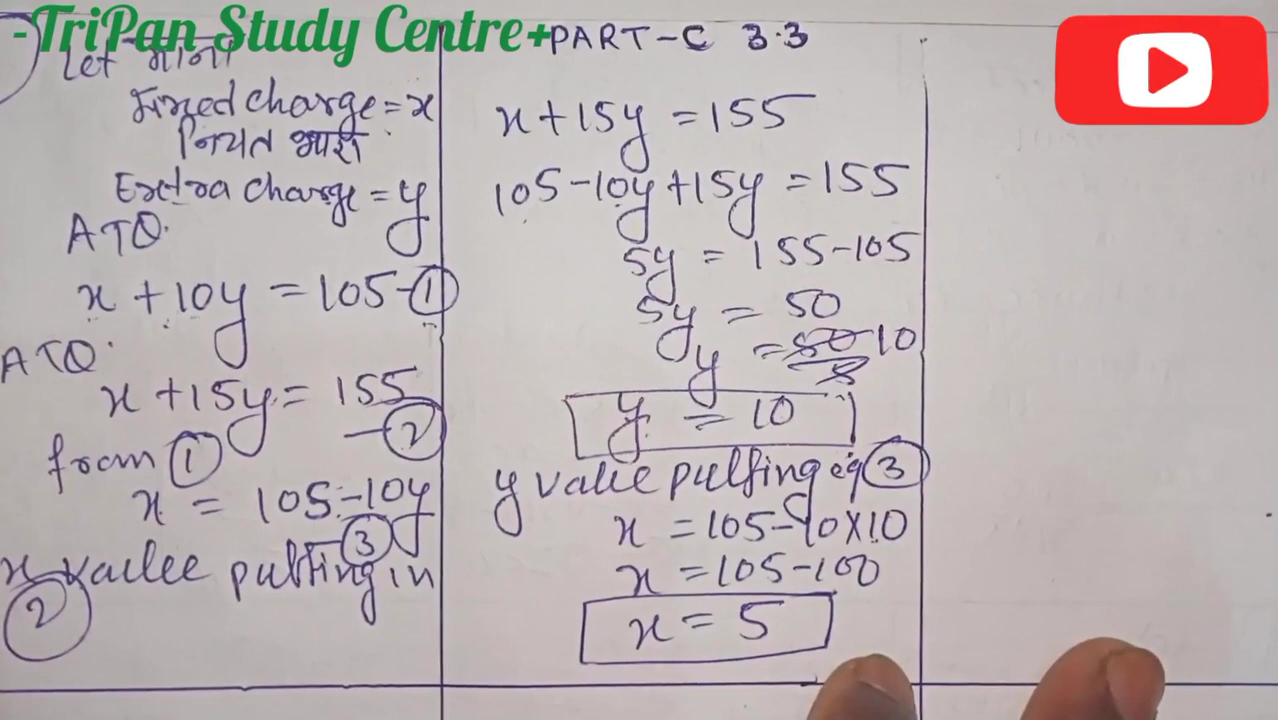 -TriPan Study Centre+
PART-C 3.3
Let माना
fixed charge = x
नियत भाड़ा
Extra charge = y
ATQ.
x + 10y = 105 - ①
ATQ.
x + 15y = 155
- ②
from ①
x = 105 - 10y
- ③
x value putting in
②
x + 15y = 155
105 - 10y + 15y = 155
5y = 155 - 105
5y = 50
y = 50/5 10
y = 10
y value putting eq ③
x = 105 - 10 × 10
x = 105 - 100
x = 5